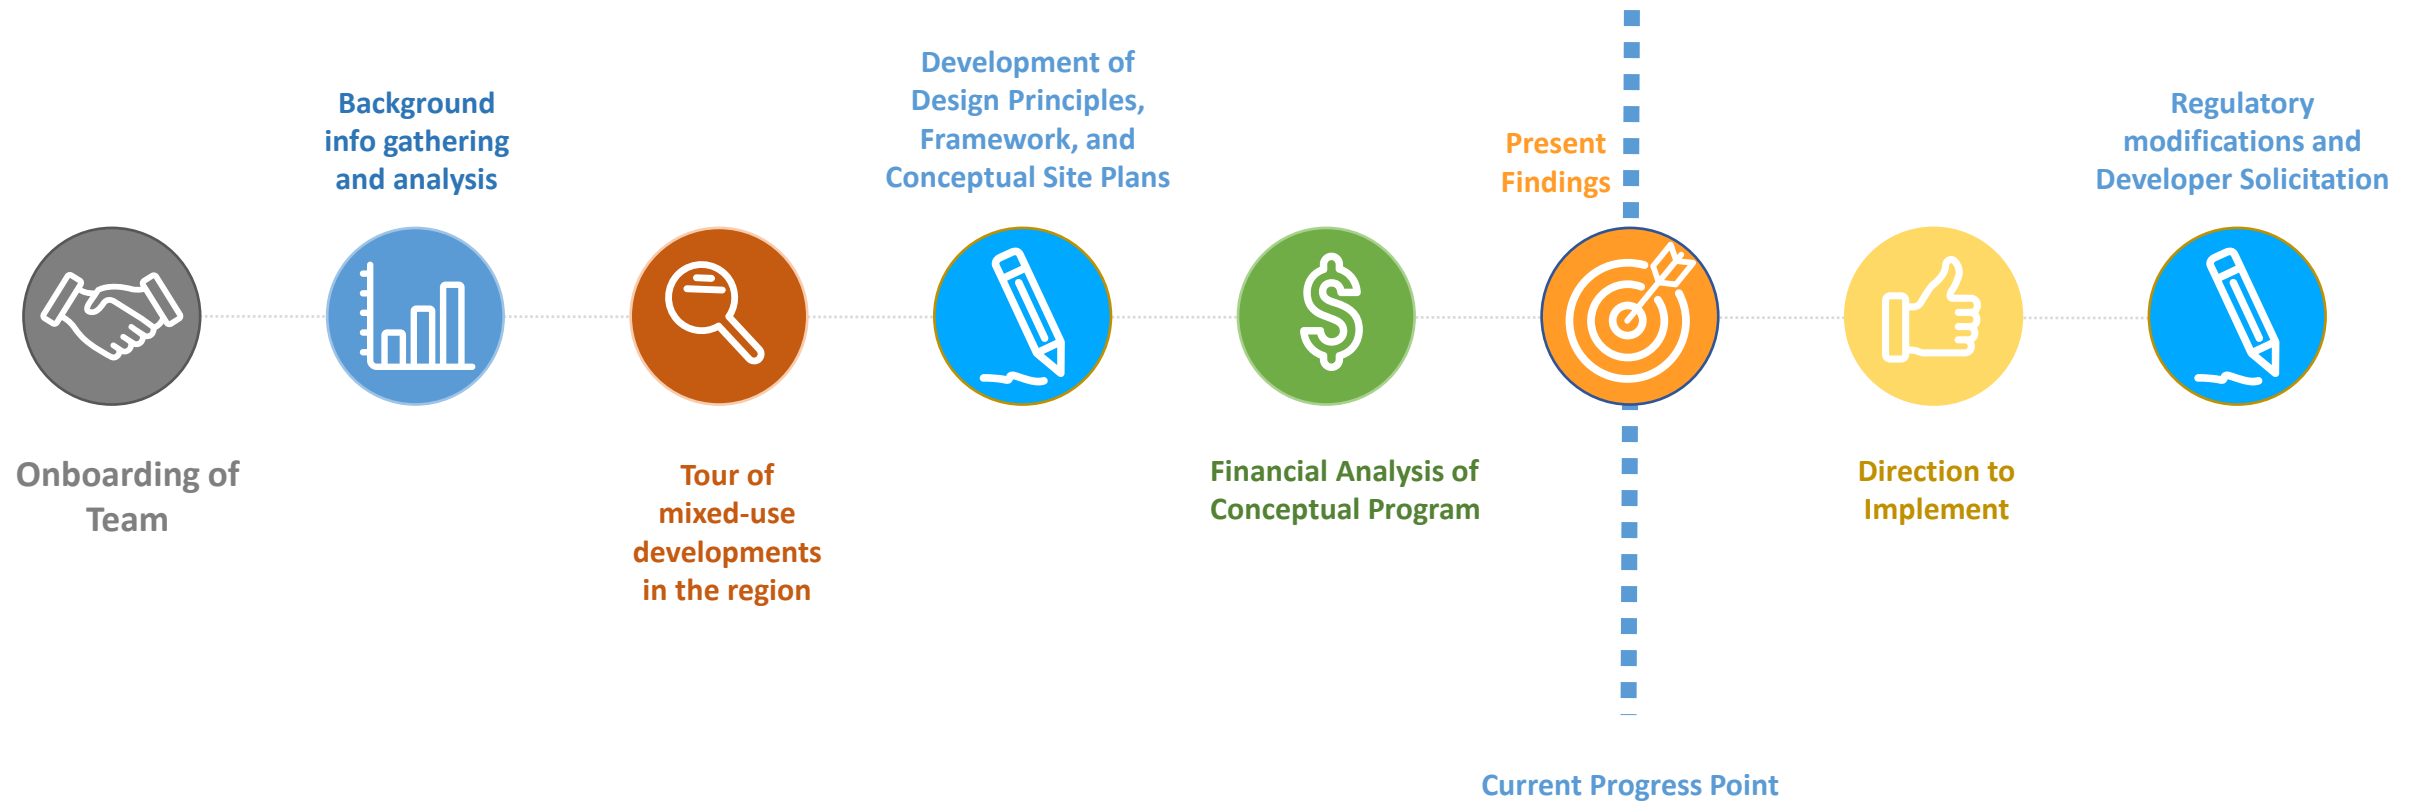 Onboarding of
Team
Background
info gathering
and analysis
Tour of
mixed-use
developments
in the region
Development of
Design Principles,
Framework, and
Conceptual Site Plans
Financial Analysis of
Conceptual Program
Present
Findings
Direction to
Implement
Regulatory
modifications and
Developer Solicitation
Current Progress Point